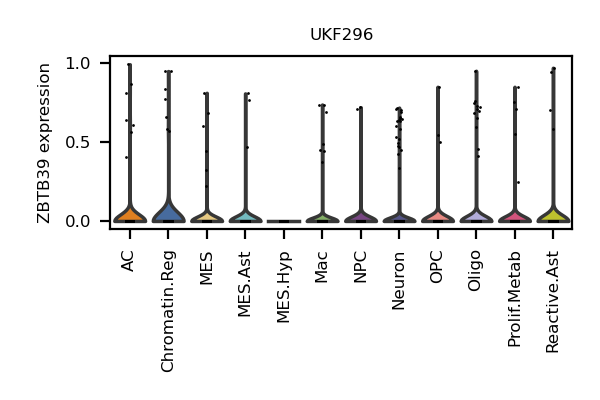 UKF296
ZBTB39 expression
1.0
0.5
0.0
AC
Chromatin.Reg
MES
MES.Ast
MES.Hyp
Mac
NPC
Neuron
OPC
Oligo
Prolif.Metab
Reactive.Ast